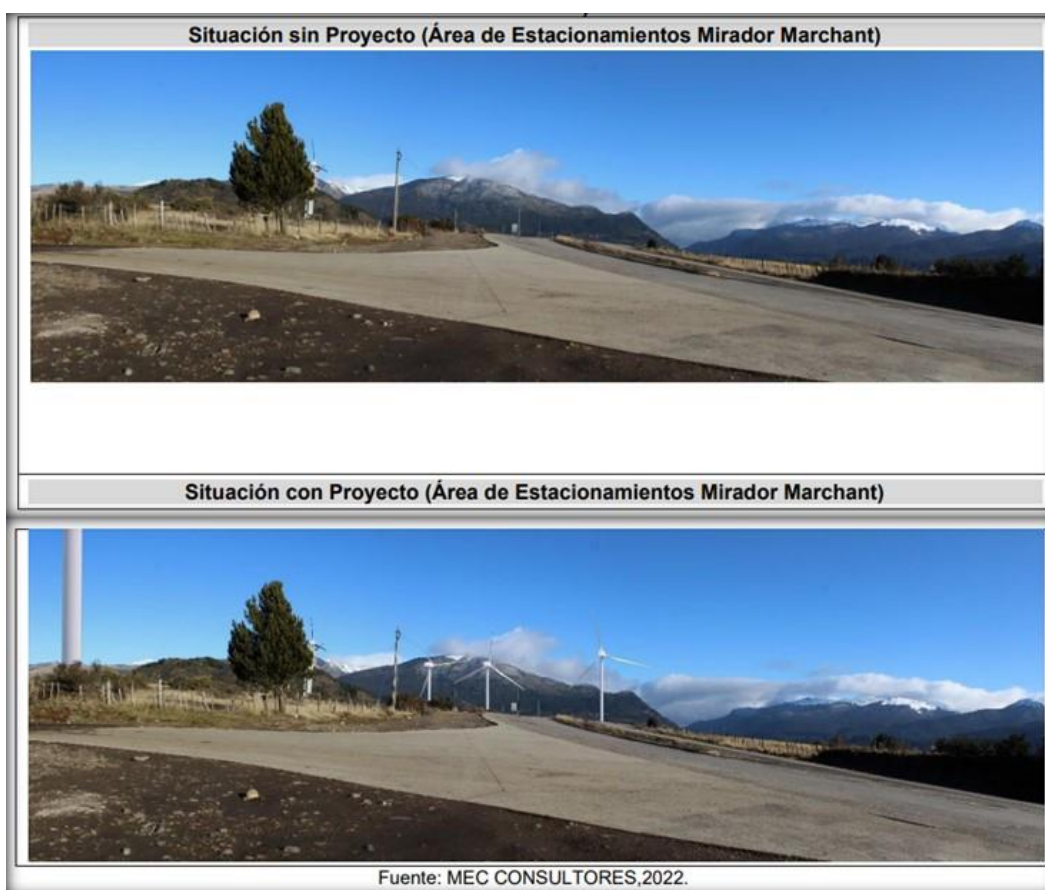 Situación sin Proyecto (Área de Estacionamientos Mirador Marchant)
Situación con Proyecto (Área de Estacionamientos Mirador Marchant)
Fuente: MEC CONSULTORES,2022.